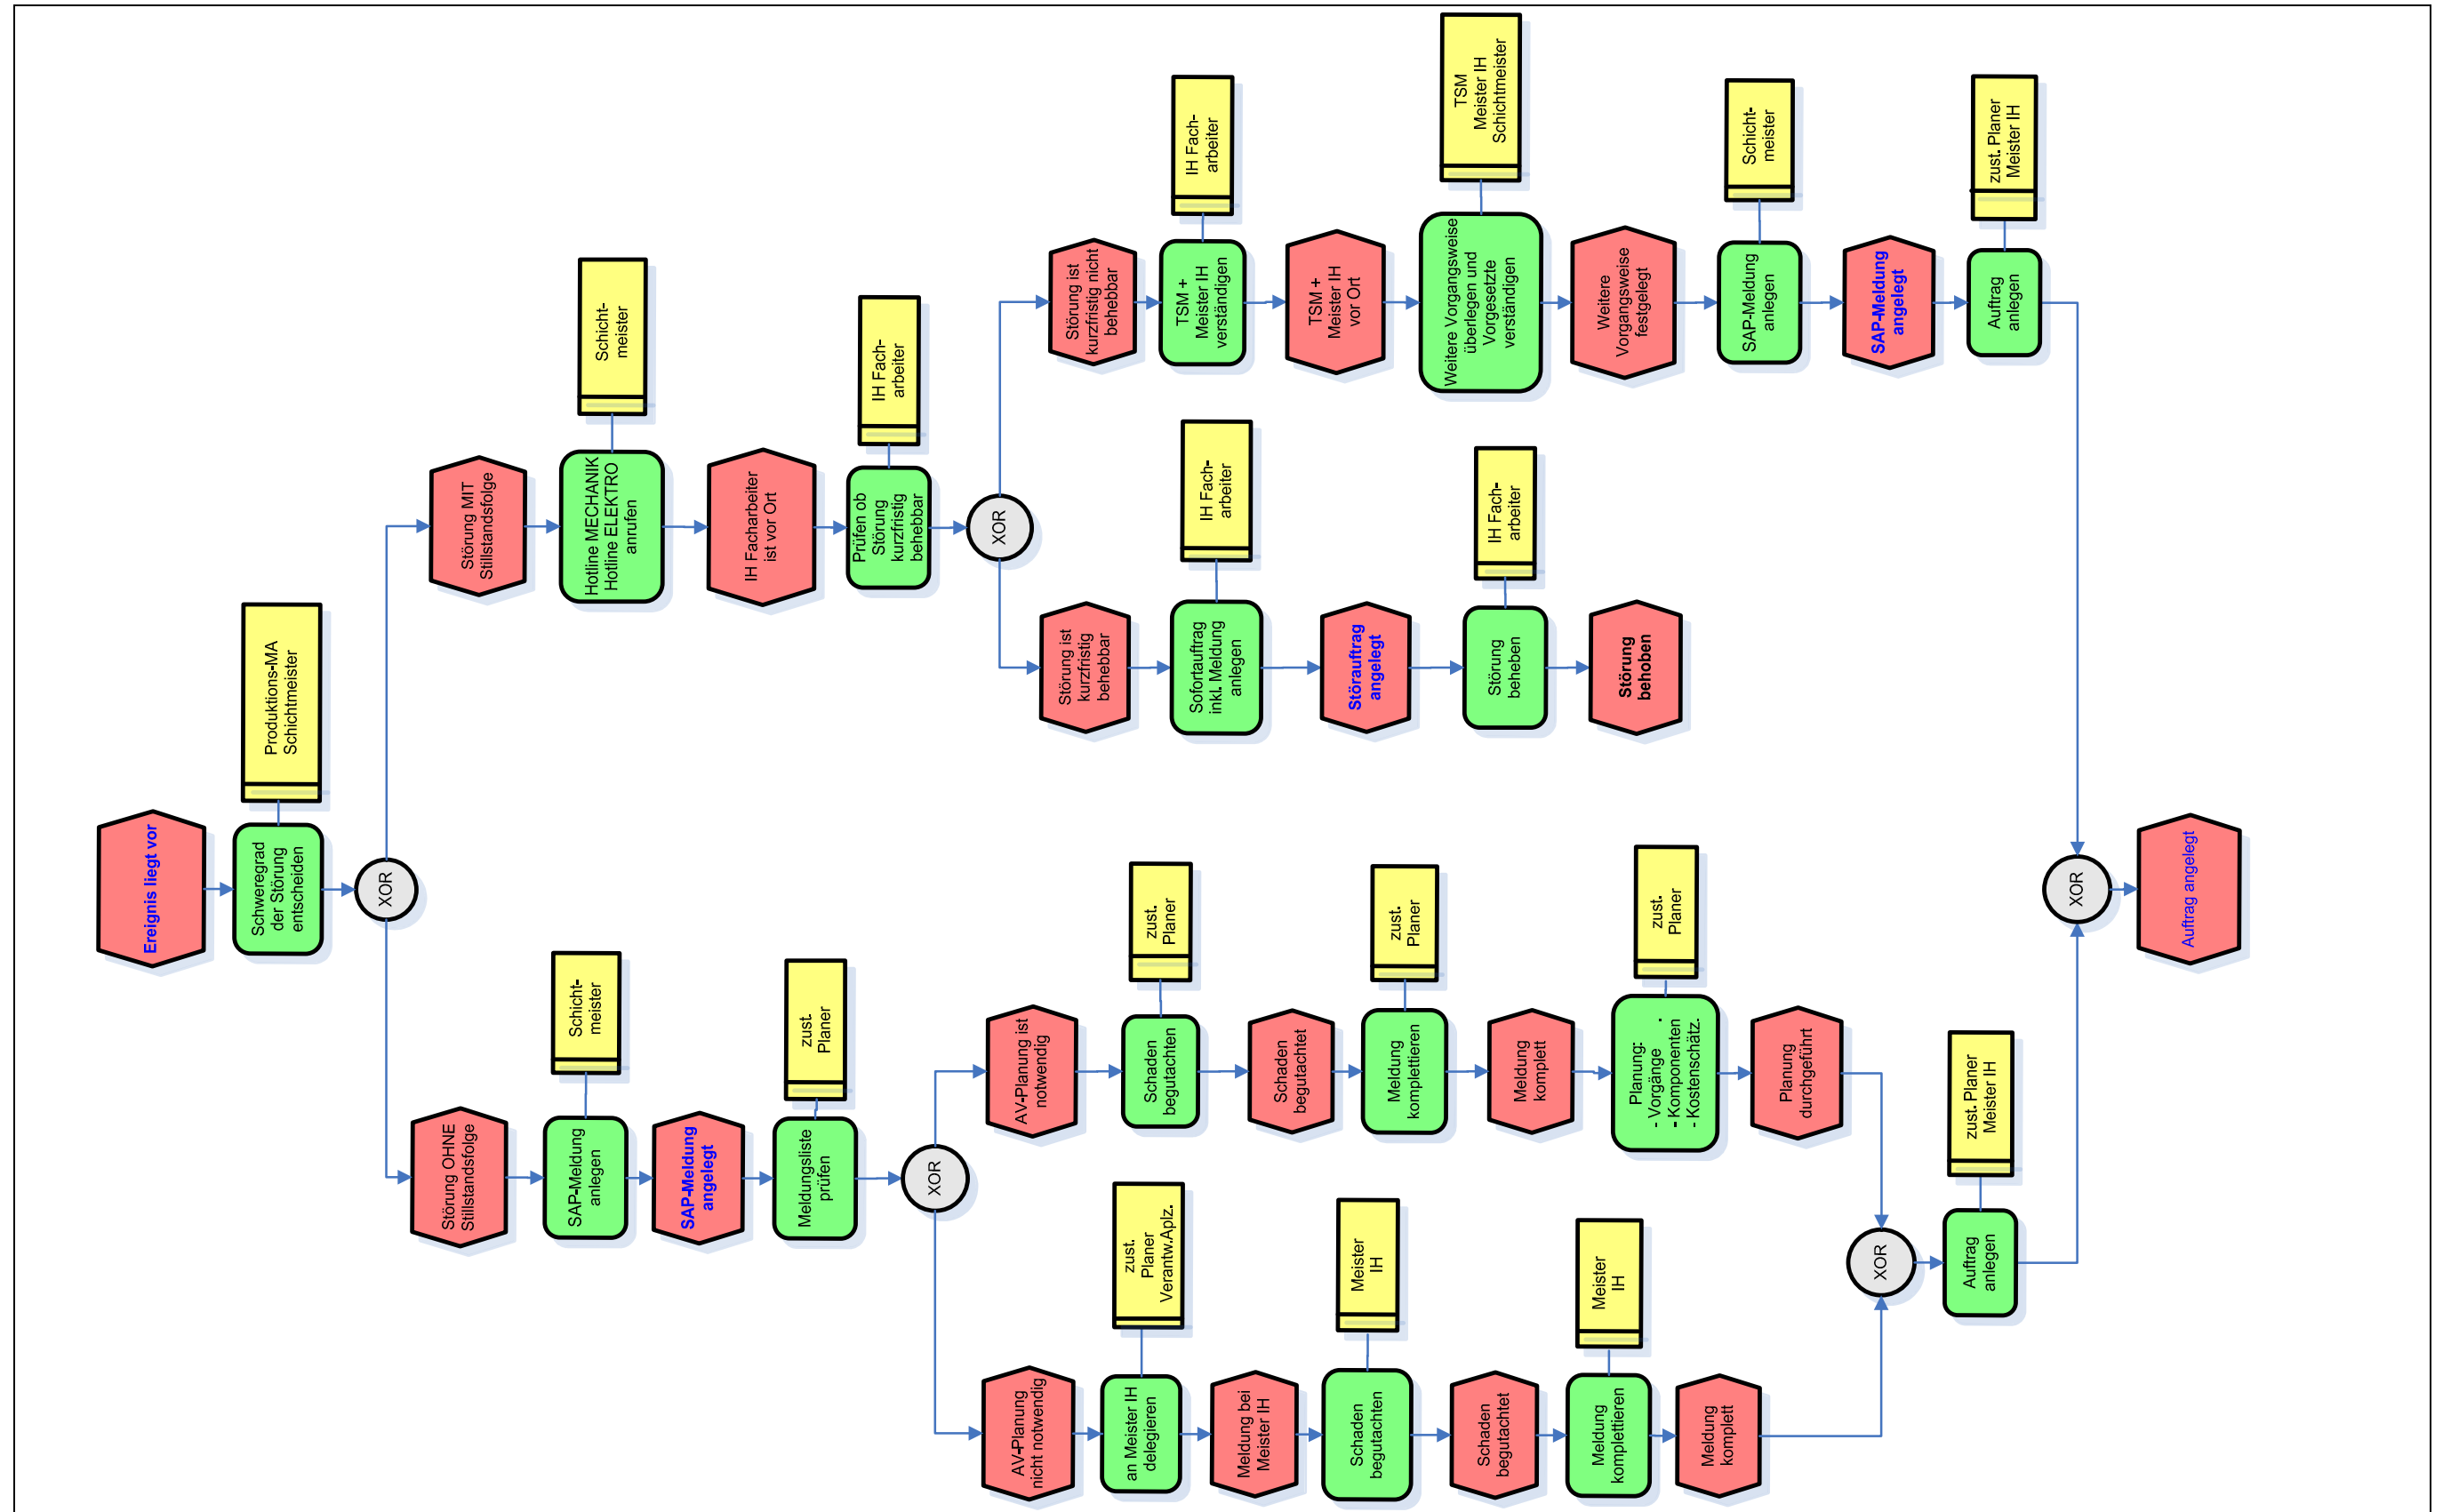 Ereignis liegt vor
Schweregrad
der Störung
entscheiden
Produktions-MA
Schichtmeister
XOR
Störung OHNE
Stillstandsfolge
SAP-Meldung
anlegen
Schicht-
meister
SAP-Meldung
angelegt
Meldungsliste
prüfen
zust.
Planer
XOR
AV-Planung
nicht notwendig
an Meister IH
delegieren
zust.
Planer
Verantw.Aplz.
Meldung bei
Meister IH
Schaden
begutachten
Meister
IH
Schaden
begutachtet
Meldung
komplettieren
Meister
IH
Meldung
komplett
AV-Planung ist
notwendig
Schaden
begutachten
zust.
Planer
Schaden
begutachtet
Meldung
komplettieren
zust.
Planer
Meldung
komplett
Planung:
- Vorgänge .
- Komponenten
- Kostenschätz.
zust.
Planer
Planung
durchgeführt
XOR
Auftrag
anlegen
zust. Planer
Meister IH
Störung MIT
Stillstandsfolge
Hotline MECHANIK
Hotline ELEKTRO
anrufen
Schicht-
meister
IH Facharbeiter
ist vor Ort
Prüfen ob
Störung
kurzfristig
behebbar
IH Fach-
arbeiter
XOR
Störung ist
kurzfristig
behebbar
Sofortauftrag
inkl. Meldung
anlegen
IH Fach-
arbeiter
Störauftrag
angelegt
Störung
beheben
IH Fach-
arbeiter
Störung
behoben
Störung ist
kurzfristig nicht
behebbar
TSM +
Meister IH
verständigen
IH Fach-
arbeiter
TSM +
Meister IH
vor Ort
Weitere Vorgangsweise
überlegen und
Vorgesetzte
verständigen
TSM
Meister IH
Schichtmeister
Weitere
Vorgangsweise
festgelegt
SAP-Meldung
anlegen
Schicht-
meister
SAP-Meldung
angelegt
Auftrag
anlegen
zust. Planer
Meister IH
XOR
Auftrag angelegt